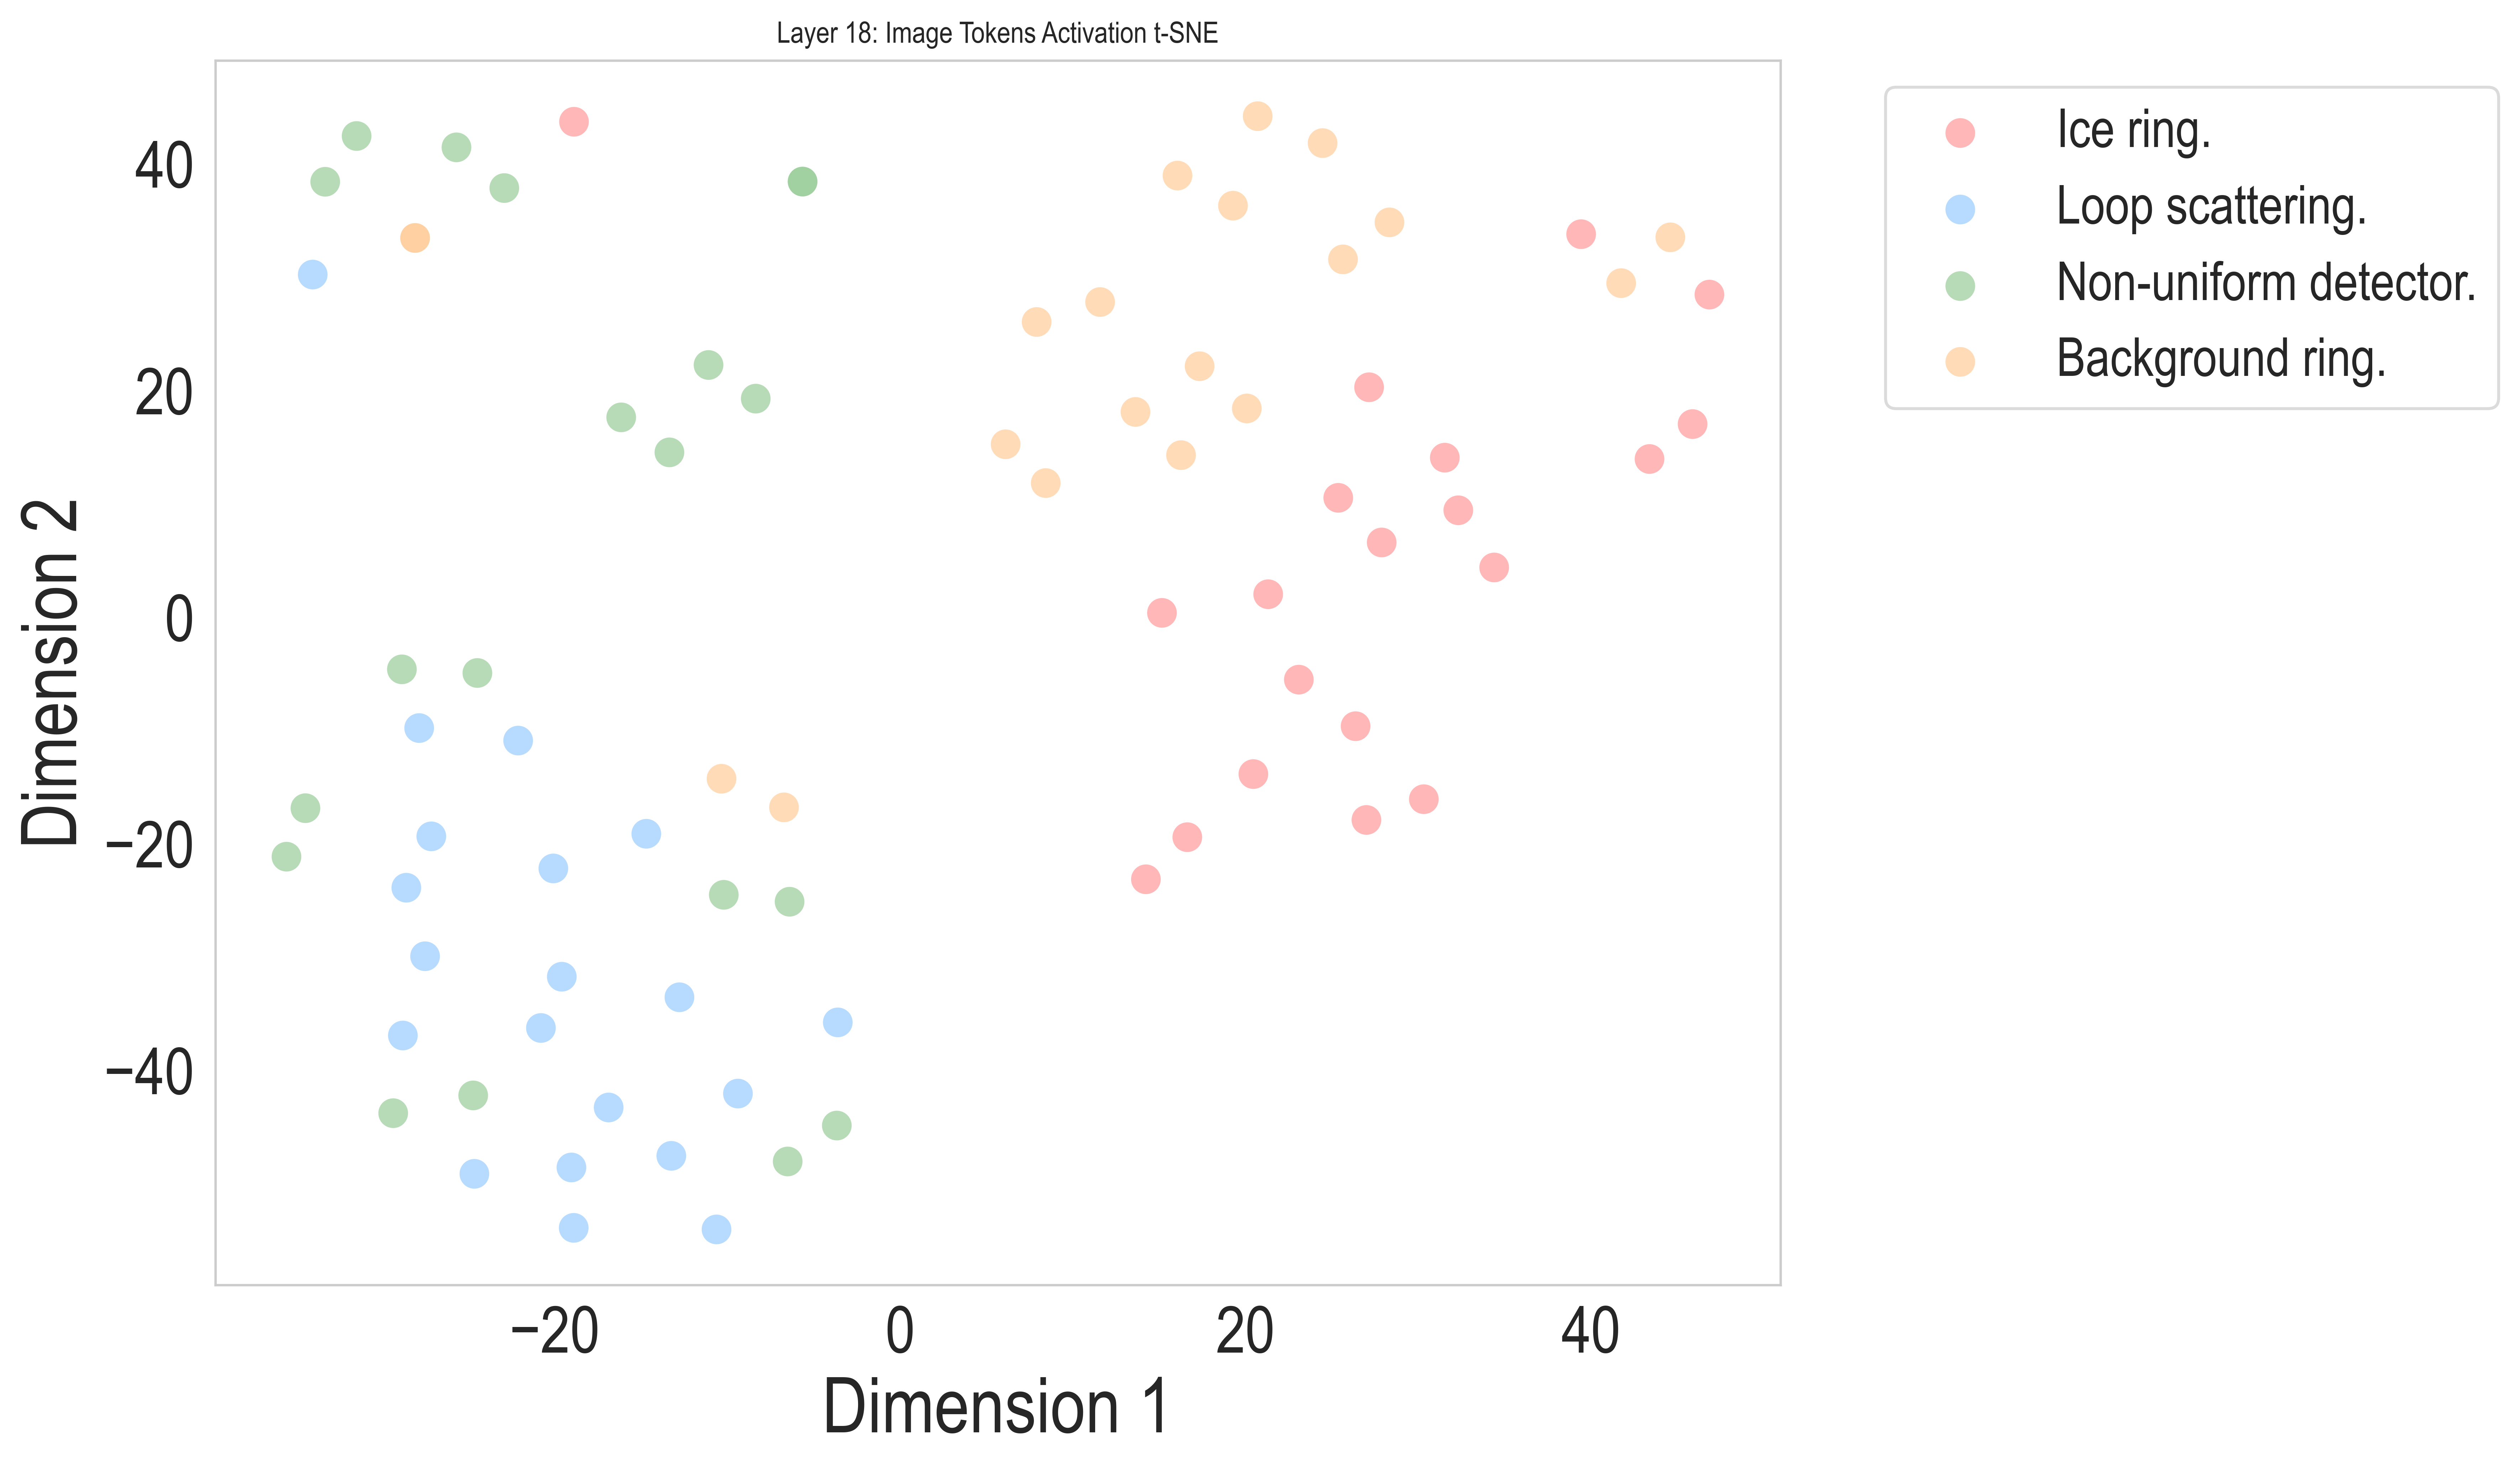 Layer 18: Image Tokens Activation t-SNE
Ice ring.
Loop scattering.
Non-uniform detector.
Background ring.
40
20
0
−20
−40
Dimension 2
−20 0 20 40
Dimension 1